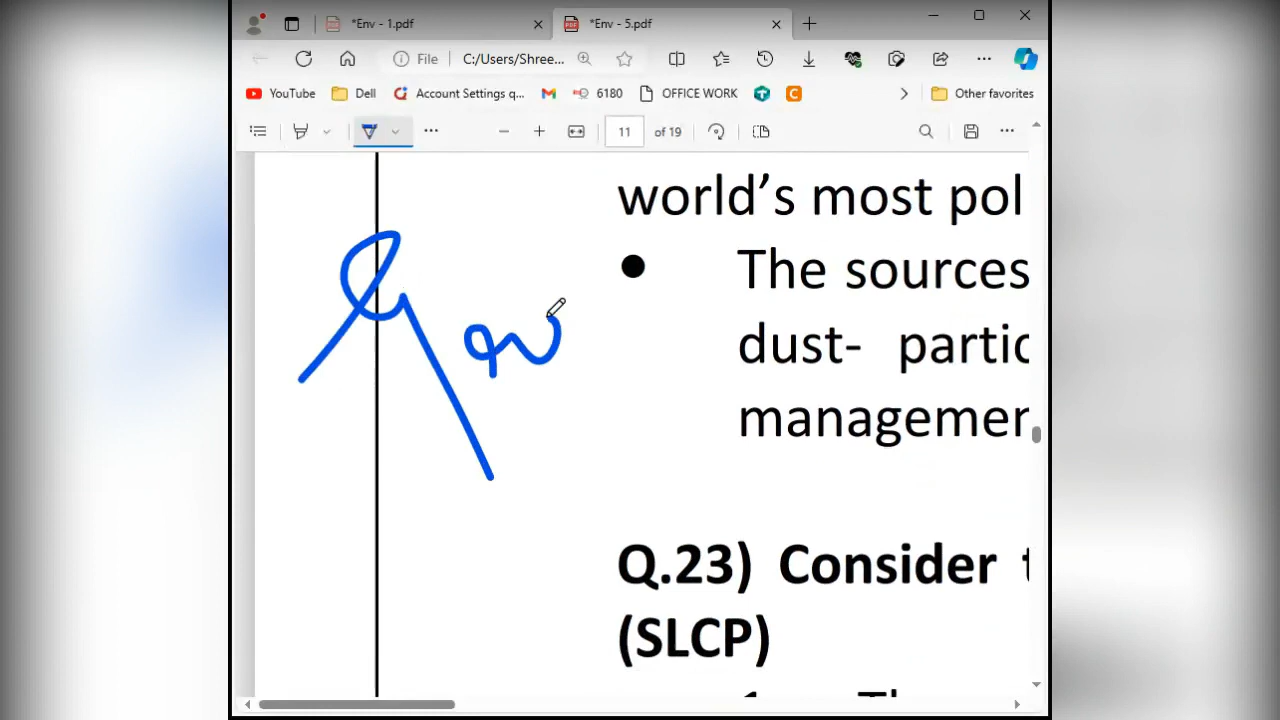 *Env - 1.pdf
*Env - 5.pdf
File
C:/Users/Shree...
YouTube
Dell
Account Settings q...
6180
OFFICE WORK
Other favorites
11 of 19
world’s most pol
● The sources
dust- partic
managemen
Q.23) Consider t
(SLCP)